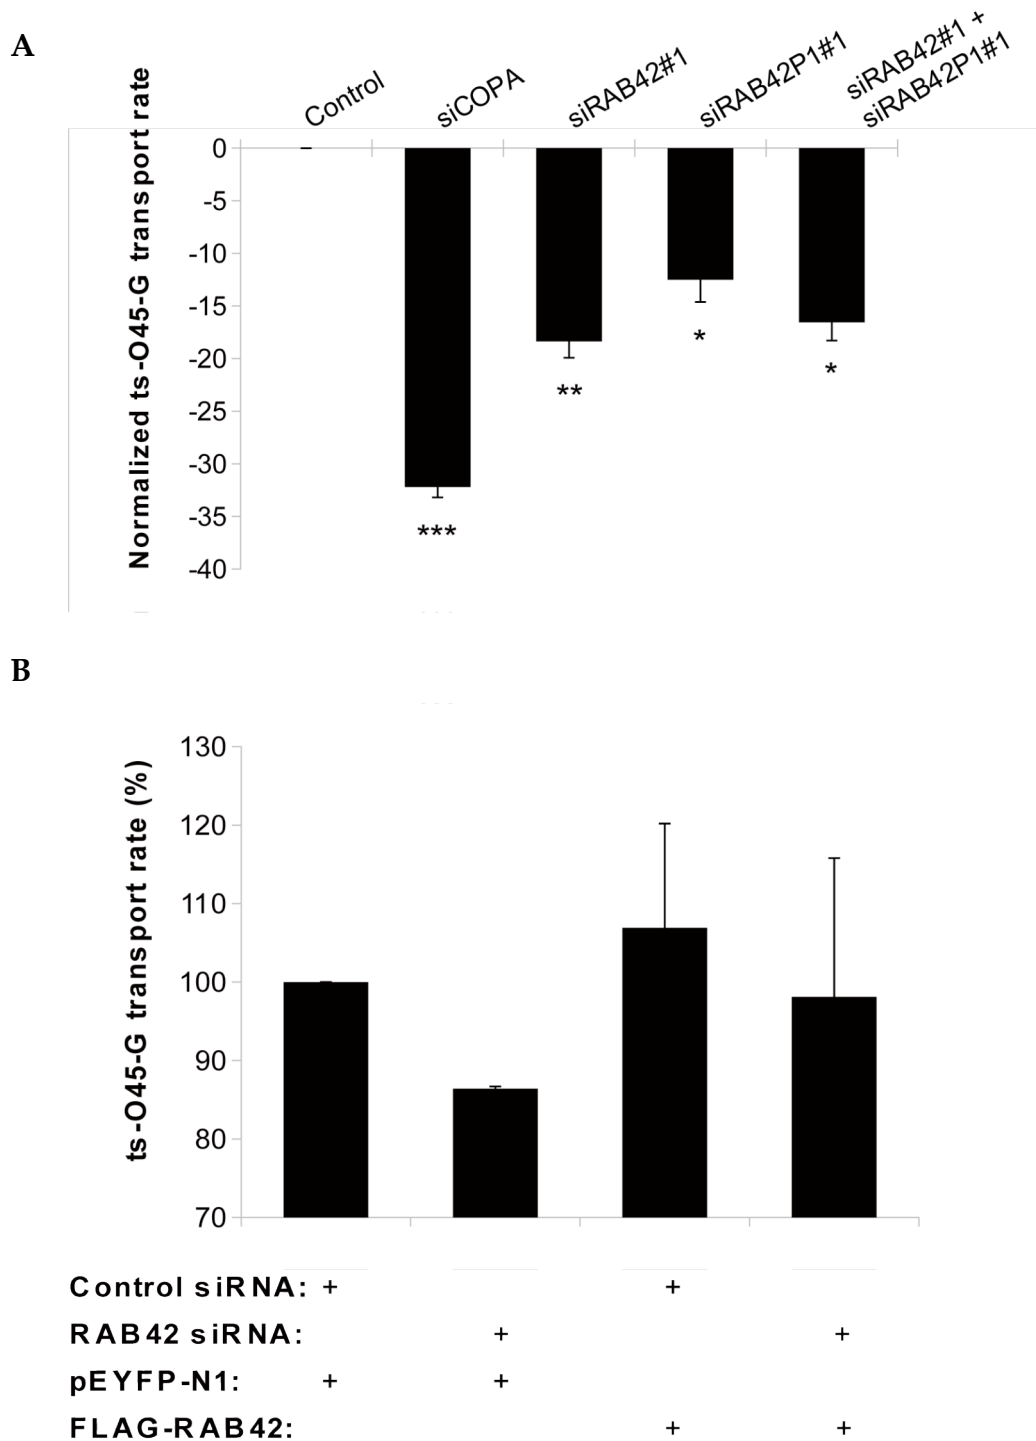 A
Normalized ts-O45-G transport rate
Control
siCOPA
siRAB42#1
siRAB42P1#1
siRAB42#1 +
siRAB42P1#1
0
-5
-10
-15
-20
-25
-30
-35
-40
***
**
*
*
B
ts-O45-G transport rate (%)
130
120
110
100
90
80
70
Control siRNA: + +
RAB42 siRNA: + +
pEYFP-N1: + +
FLAG-RAB42: + +